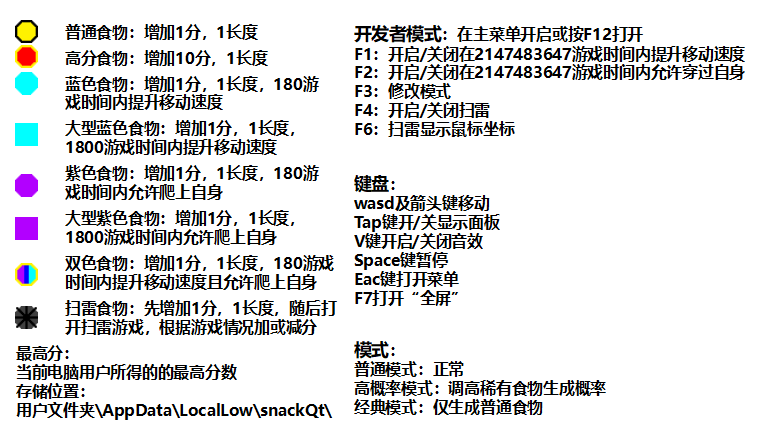 普通食物：增加1分，1长度
高分食物：增加10分，1长度
蓝色食物：增加1分，1长度，180游
戏时间内提升移动速度
大型蓝色食物：增加1分，1长度，
1800游戏时间内提升移动速度
紫色食物：增加1分，1长度，180游
戏时间内允许爬上自身
大型紫色食物：增加1分，1长度，
1800游戏时间内允许爬上自身
双色食物：增加1分，1长度，180游戏
时间内提升移动速度且允许爬上自身
扫雷食物：先增加1分，1长度，随后打
开扫雷游戏，根据游戏情况加或减分
最高分：
当前电脑用户所得的的最高分数
存储位置：
用户文件夹\AppData\LocalLow\snackQt\
开发者模式：在主菜单开启或按F12打开
F1：开启/关闭在2147483647游戏时间内提升移动速度
F2：开启/关闭在2147483647游戏时间内允许穿过自身
F3：修改模式
F4：开启/关闭扫雷
F6：扫雷显示鼠标坐标
键盘：
wasd及箭头键移动
Tap键开/关显示面板
V键开启/关闭音效
Space键暂停
Eac键打开菜单
F7打开“全屏”
模式：
普通模式：正常
高概率模式：调高稀有食物生成概率
经典模式：仅生成普通食物